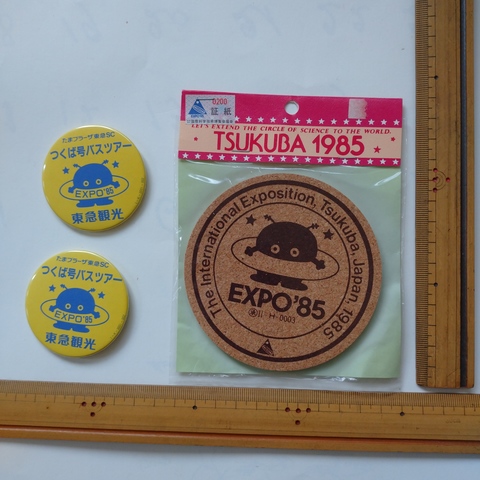 たまプラーザ東急SC
つくば号バスツアー
EXPO'85
東急観光
たまプラーザ東急SC
つくば号バスツアー
EXPO'85
東急観光
0200
証紙
LET'S EXTEND THE CIRCLE OF SCIENCE TO THE WORLD.
TSUKUBA 1985
The International Exposition, Tsukuba, Japan, 1985
EXPO'85
H-0003